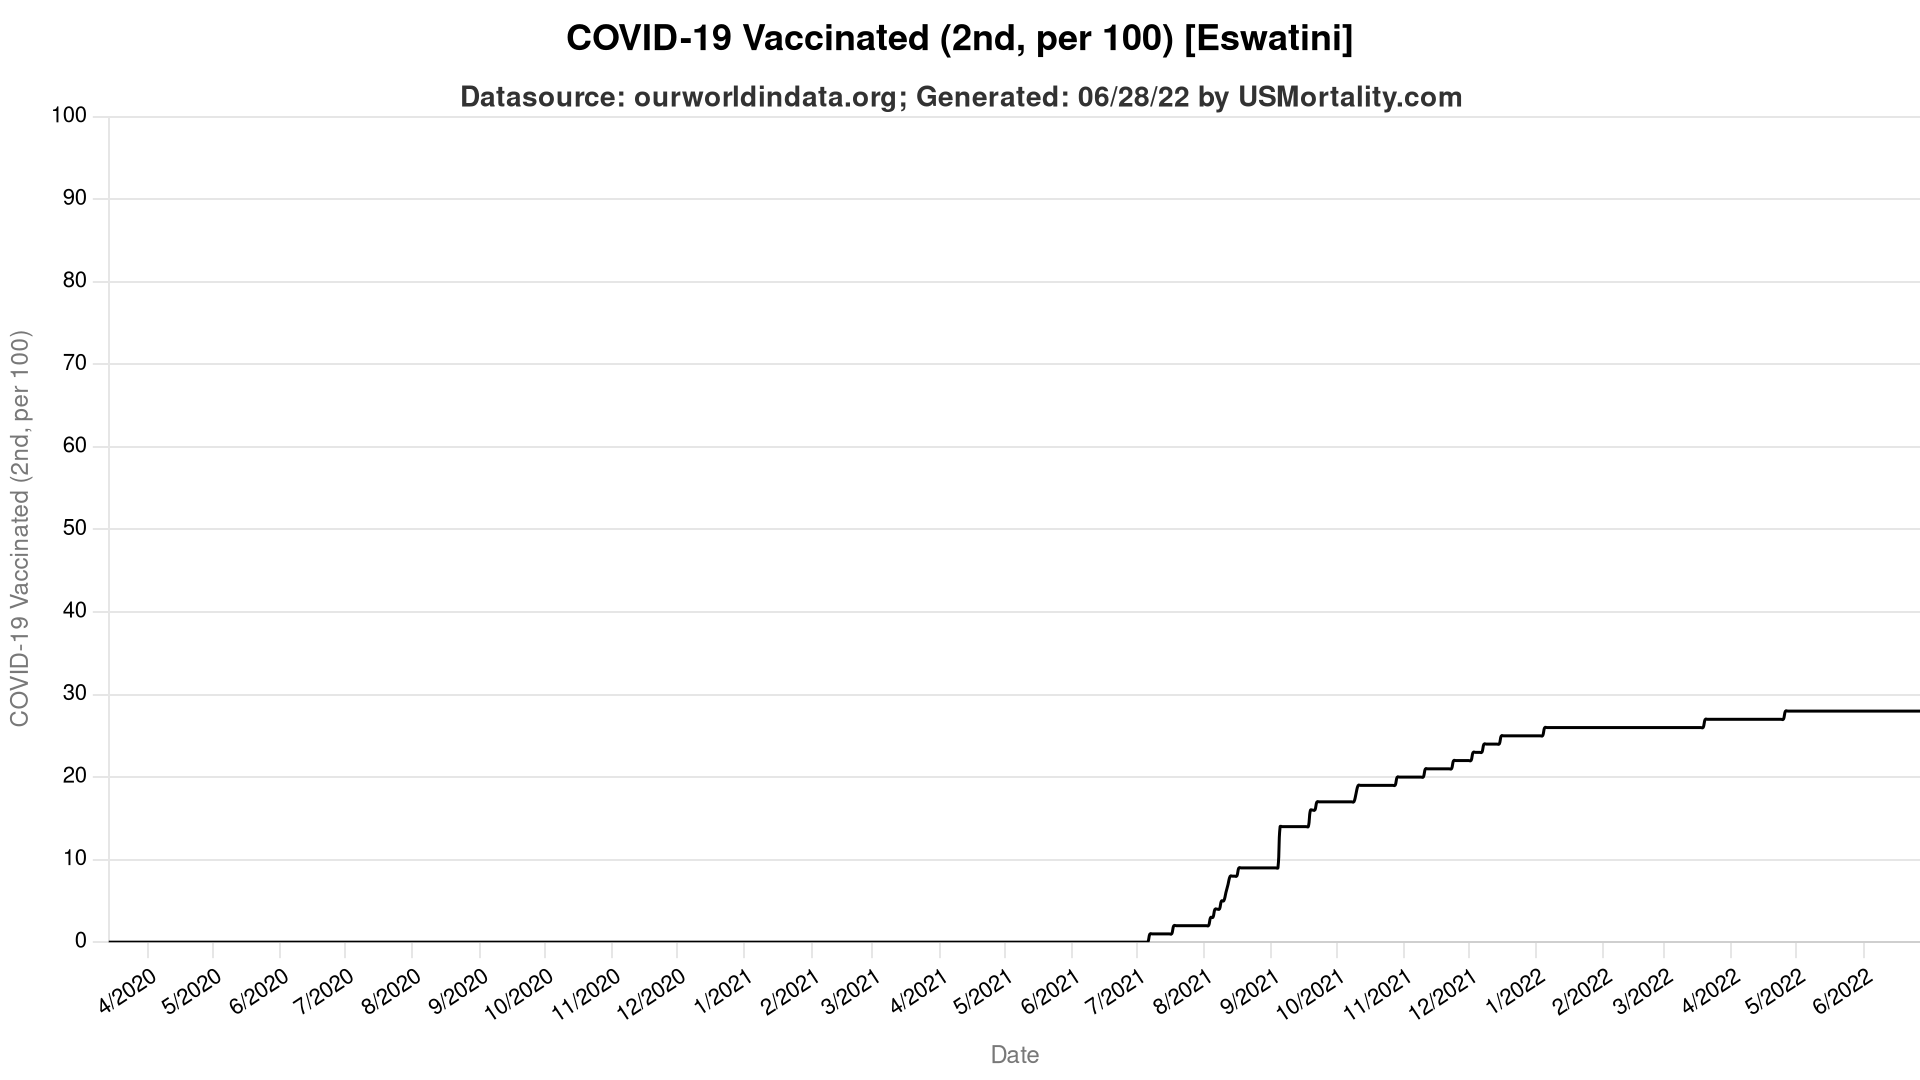 COVID-19 Vaccinated (2nd, per 100) [Eswatini]
Datasource: ourworldindata.org; Generated: 06/28/22 by USMortality.com
100
90
80
70
60
50
40
30
20
10
0
COVID-19 Vaccinated (2nd, per 100)
4/2020 5/2020 6/2020 7/2020 8/2020 9/2020 10/2020 11/2020 12/2020 1/2021 2/2021 3/2021 4/2021 5/2021 6/2021 7/2021 8/2021 9/2021 10/2021 11/2021 12/2021 1/2022 2/2022 3/2022 4/2022 5/2022 6/2022
Date